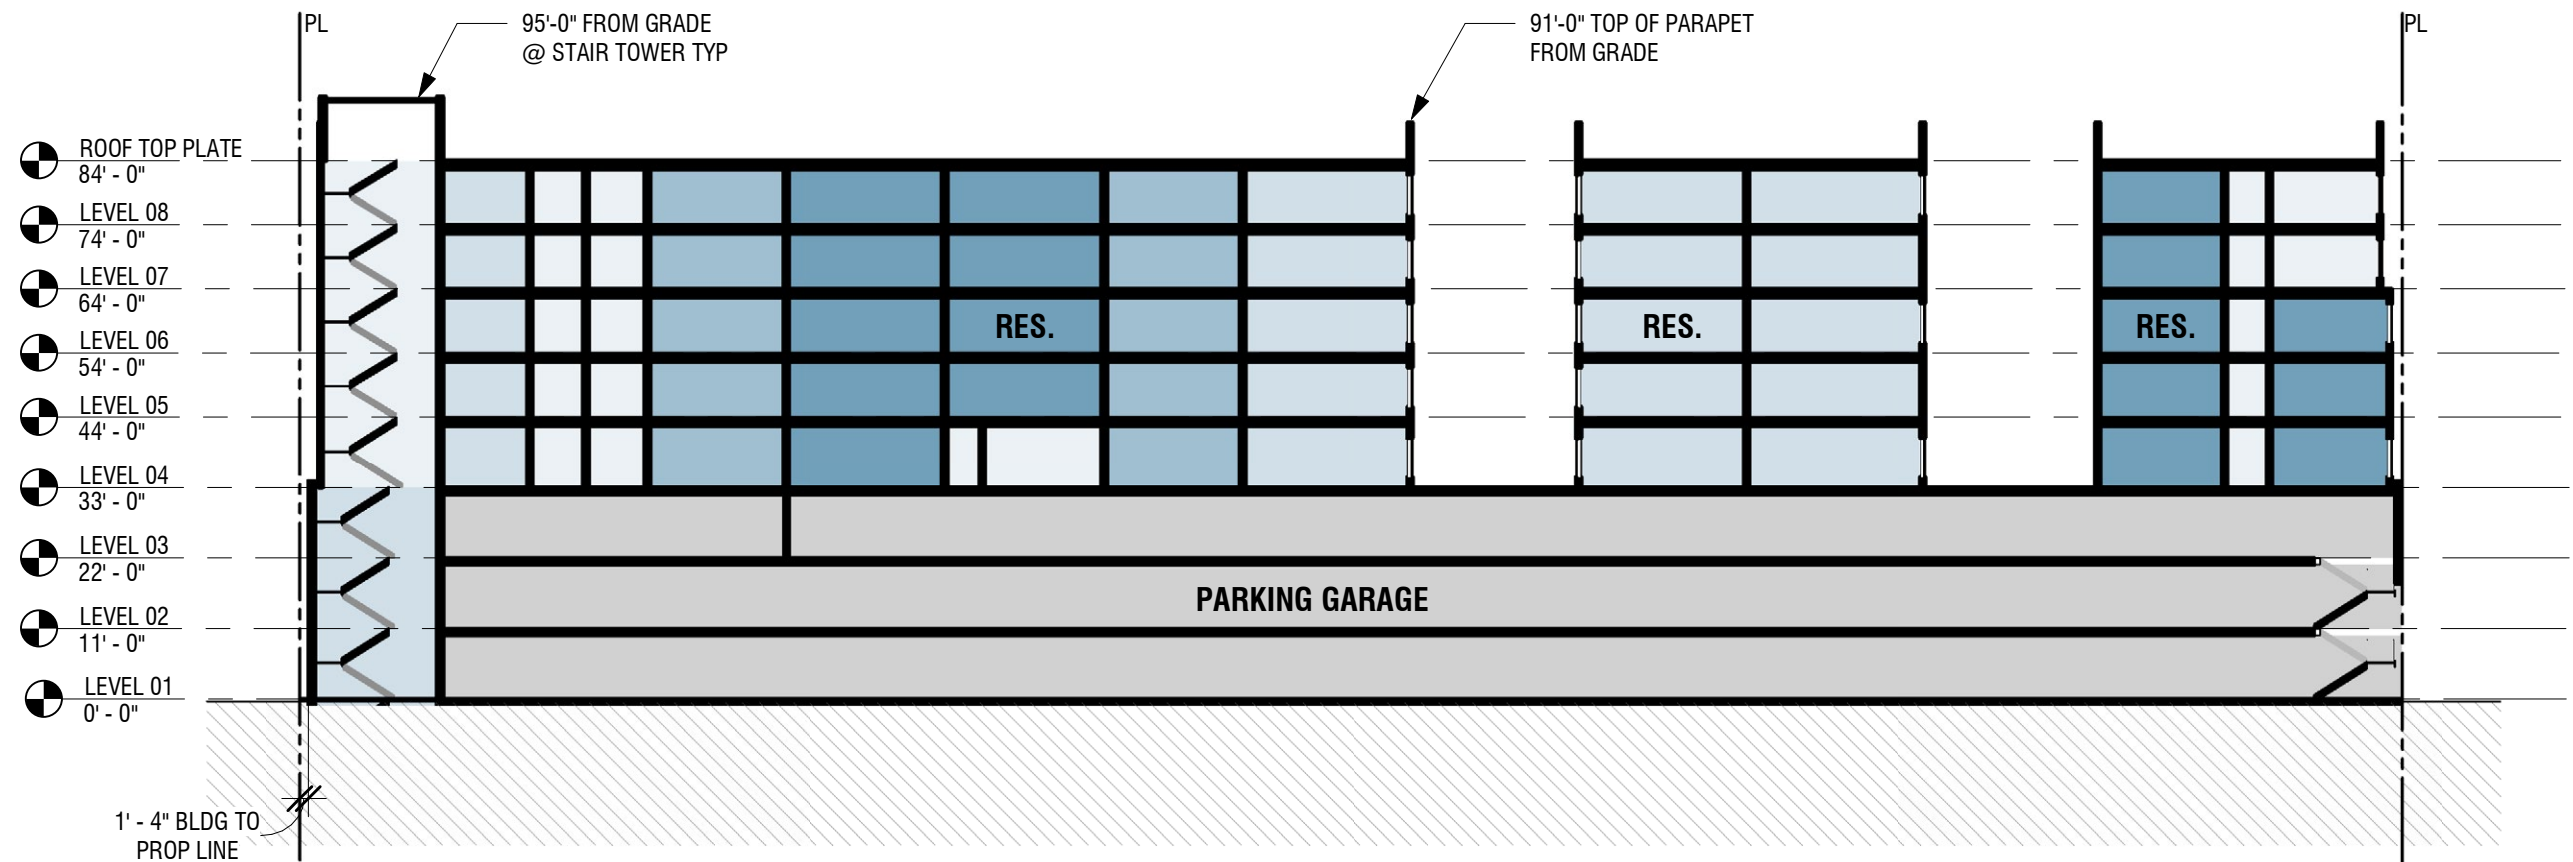 PL
95'-0" FROM GRADE
@ STAIR TOWER TYP
91'-0" TOP OF PARAPET
FROM GRADE
PL
ROOF TOP PLATE
84' - 0"
LEVEL 08
74' - 0"
LEVEL 07
64' - 0"
LEVEL 06
54' - 0"
RES.
RES.
RES.
LEVEL 05
44' - 0"
LEVEL 04
33' - 0"
LEVEL 03
22' - 0"
PARKING GARAGE
LEVEL 02
11' - 0"
LEVEL 01
0' - 0"
1' - 4" BLDG TO
PROP LINE